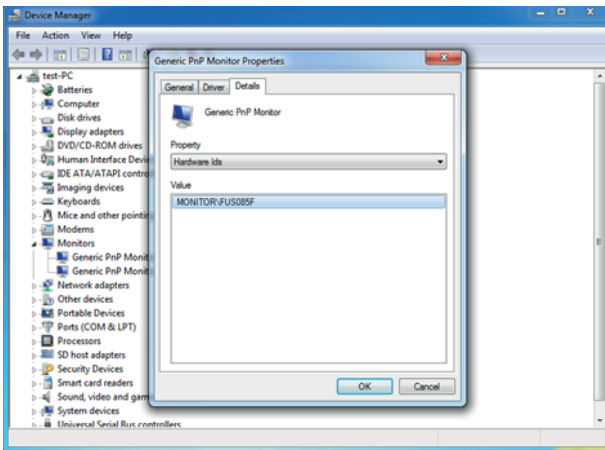 Device Manager
File Action View Help
test-PC
Batteries
Computer
Disk drives
Display adapters
DVD/CD-ROM drives
Human Interface Devi
IDE ATA/ATAPI contro
Imaging devices
Keyboards
Mice and other pointin
Modems
Monitors
Generic PnP Monit
Generic PnP Monit
Network adapters
Other devices
Portable Devices
Ports (COM & LPT)
Processors
SD host adapters
Security Devices
Smart card readers
Sound, video and gam
System devices
Universal Serial Bus controllers
Generic PnP Monitor Properties
General Driver Details
Generic PnP Monitor
Property
Hardware Ids
Value
MONITOR\FUS085F
OK Cancel